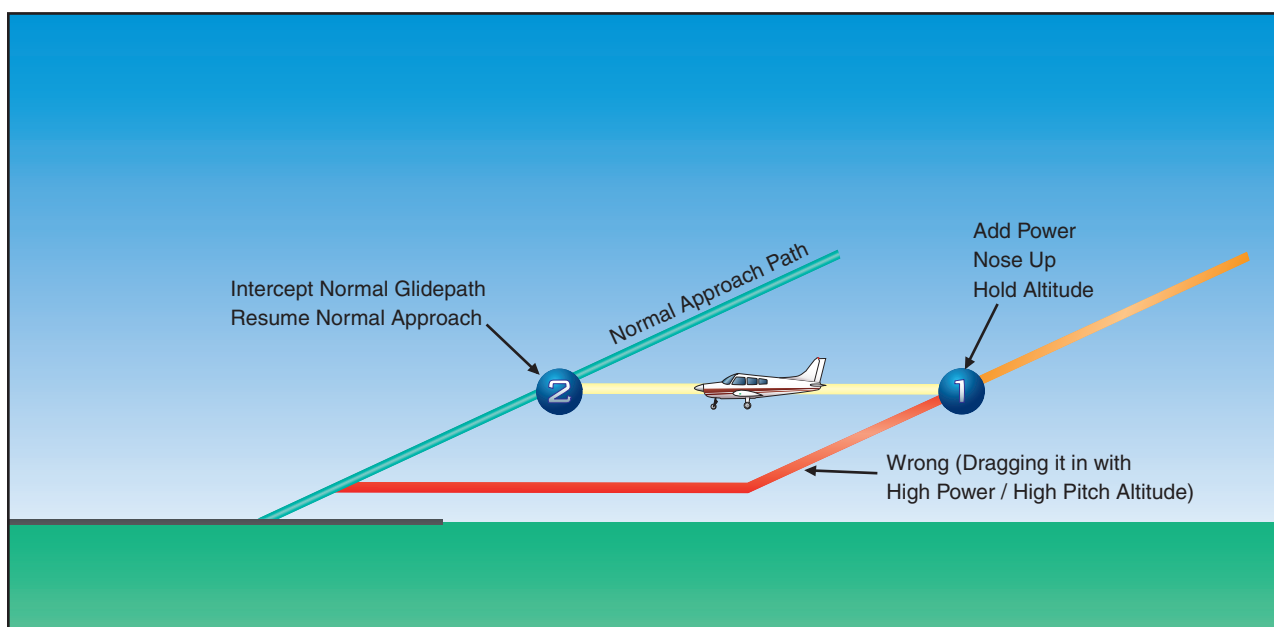 Add Power
Nose Up
Hold Altitude
Normal Approach Path
Intercept Normal Glidepath
Resume Normal Approach
2
1
Wrong (Dragging it in with
High Power / High Pitch Altitude)